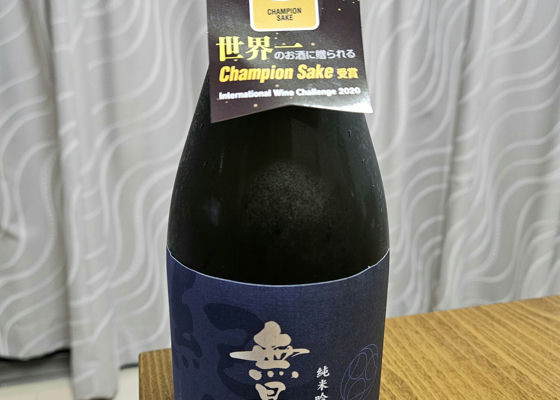 CHAMPION
SAKE
世界一のお酒に贈られる
Champion Sake 受賞
International Wine Challenge 2020
無
純米吟